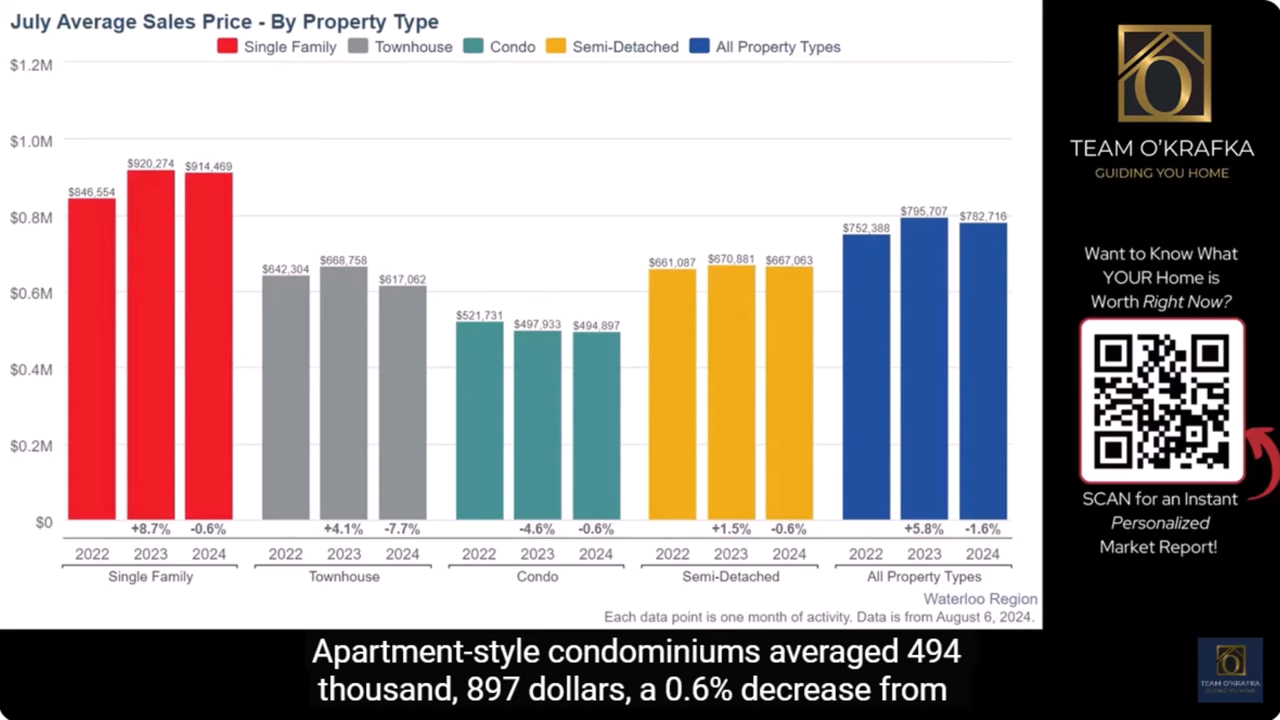 July Average Sales Price - By Property Type
Single Family Townhouse Condo Semi-Detached All Property Types
$1.2M
$1.0M
$0.8M
$0.6M
$0.4M
$0.2M
$0
$846,554 $920,274 $914,469
$642,304 $668,758 $617,062
$521,731 $497,933 $494,897
$661,087 $670,881 $667,063
$752,388 $795,707 $782,716
+8.7% -0.6% +4.1% -7.7% -4.6% -0.6% +1.5% -0.6% +5.8% -1.6%
2022 2023 2024 2022 2023 2024 2022 2023 2024 2022 2023 2024 2022 2023 2024
Single Family Townhouse Condo Semi-Detached All Property Types
Waterloo Region
Each data point is one month of activity. Data is from August 6, 2024.
TEAM O'KRAFKA
GUIDING YOU HOME
Want to Know What
YOUR Home is
Worth Right Now?
SCAN for an Instant
Personalized
Market Report!
Apartment-style condominiums averaged 494
thousand, 897 dollars, a 0.6% decrease from
TEAM O'KRAFKA
GUIDING YOU HOME